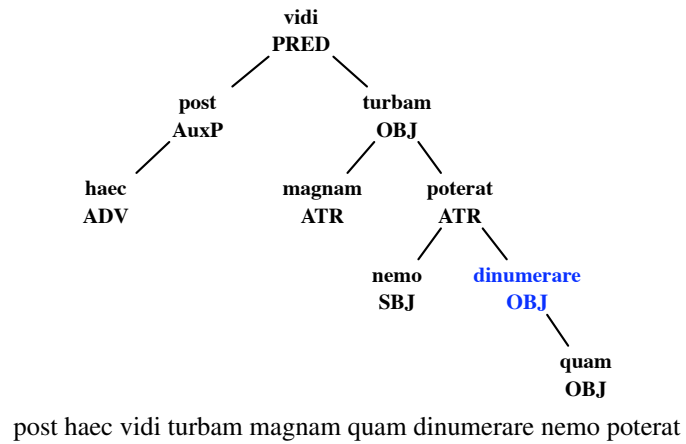 vidi
PRED
post turbam
AuxP OBJ
haec magnam poterat
ADV ATR ATR
nemo dinumerare
SBJ OBJ
quam
OBJ
post haec vidi turbam magnam quam dinumerare nemo poterat